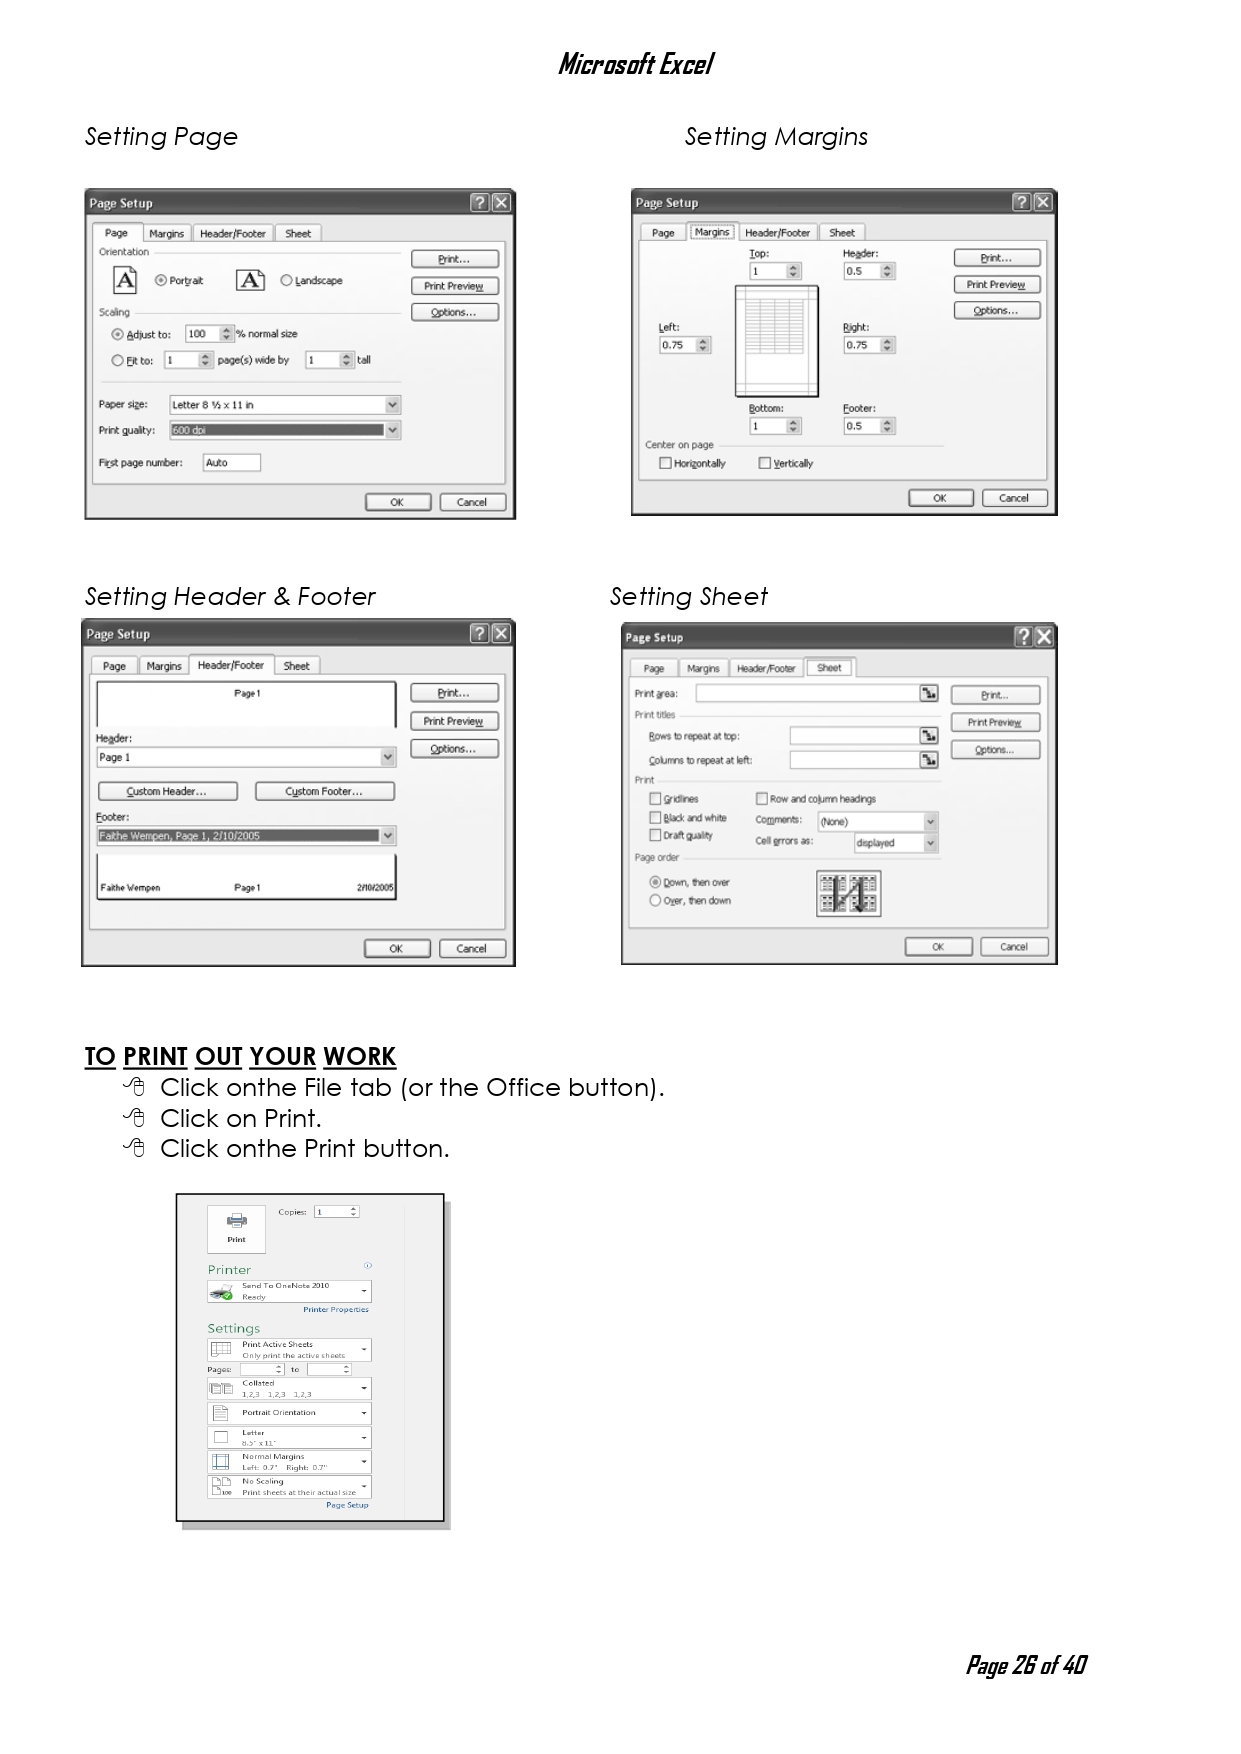 Microsoft Excel
Setting Page
Setting Margins
Page Setup
Page Margins Header/Footer Sheet
Orientation
A Portrait A Landscape
Print...
Print Preview
Options...
Scaling
Adjust to: 100 % normal size
Fit to: 1 page(s) wide by 1 tall
Paper size: Letter 8 ½ x 11 in
Print quality: 600 dpi
First page number: Auto
OK Cancel
Page Setup
Page Margins Header/Footer Sheet
Top: Header:
1 0.5
Print...
Print Preview
Options...
Left: Right:
0.75 0.75
Bottom: Footer:
1 0.5
Center on page
Horizontally Vertically
OK Cancel
Setting Header & Footer
Setting Sheet
Page Setup
Page Margins Header/Footer Sheet
Page 1
Print...
Print Preview
Options...
Header:
Page 1
Custom Header... Custom Footer...
Footer:
Faithe Wempen, Page 1, 2/10/2005
Faithe Wempen Page 1 2/10/2005
OK Cancel
Page Setup
Page Margins Header/Footer Sheet
Print area:
Print...
Print Preview
Options...
Print titles
Rows to repeat at top:
Columns to repeat at left:
Print
Gridlines Row and column headings
Black and white Comments: (None)
Draft quality Cell errors as: displayed
Page order
Down, then over
Over, then down
OK Cancel
TO PRINT OUT YOUR WORK
Click onthe File tab (or the Office button).
Click on Print.
Click onthe Print button.
Copies: 1
Print
Printer
Send To OneNote 2010
Ready
Printer Properties
Settings
Print Active Sheets
Only print the active sheets
Pages: to
Collated
1,2,3 1,2,3 1,2,3
Portrait Orientation
Letter
8.5" x 11"
Normal Margins
Left: 0.7" Right: 0.7"
No Scaling
100 Print sheets at their actual size
Page Setup
Page 26 of 40